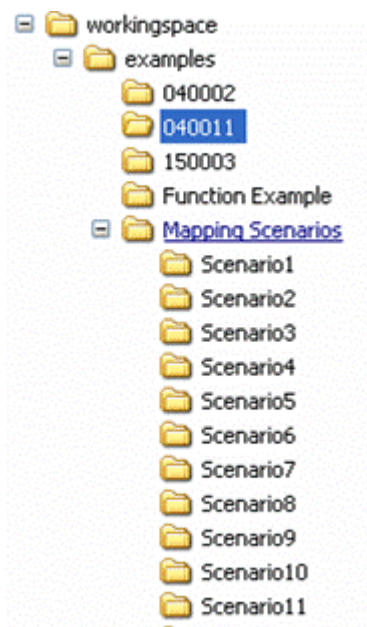 workingspace
examples
040002
040011
150003
Function Example
Mapping Scenarios
Scenario1
Scenario2
Scenario3
Scenario4
Scenario5
Scenario6
Scenario7
Scenario8
Scenario9
Scenario10
Scenario11